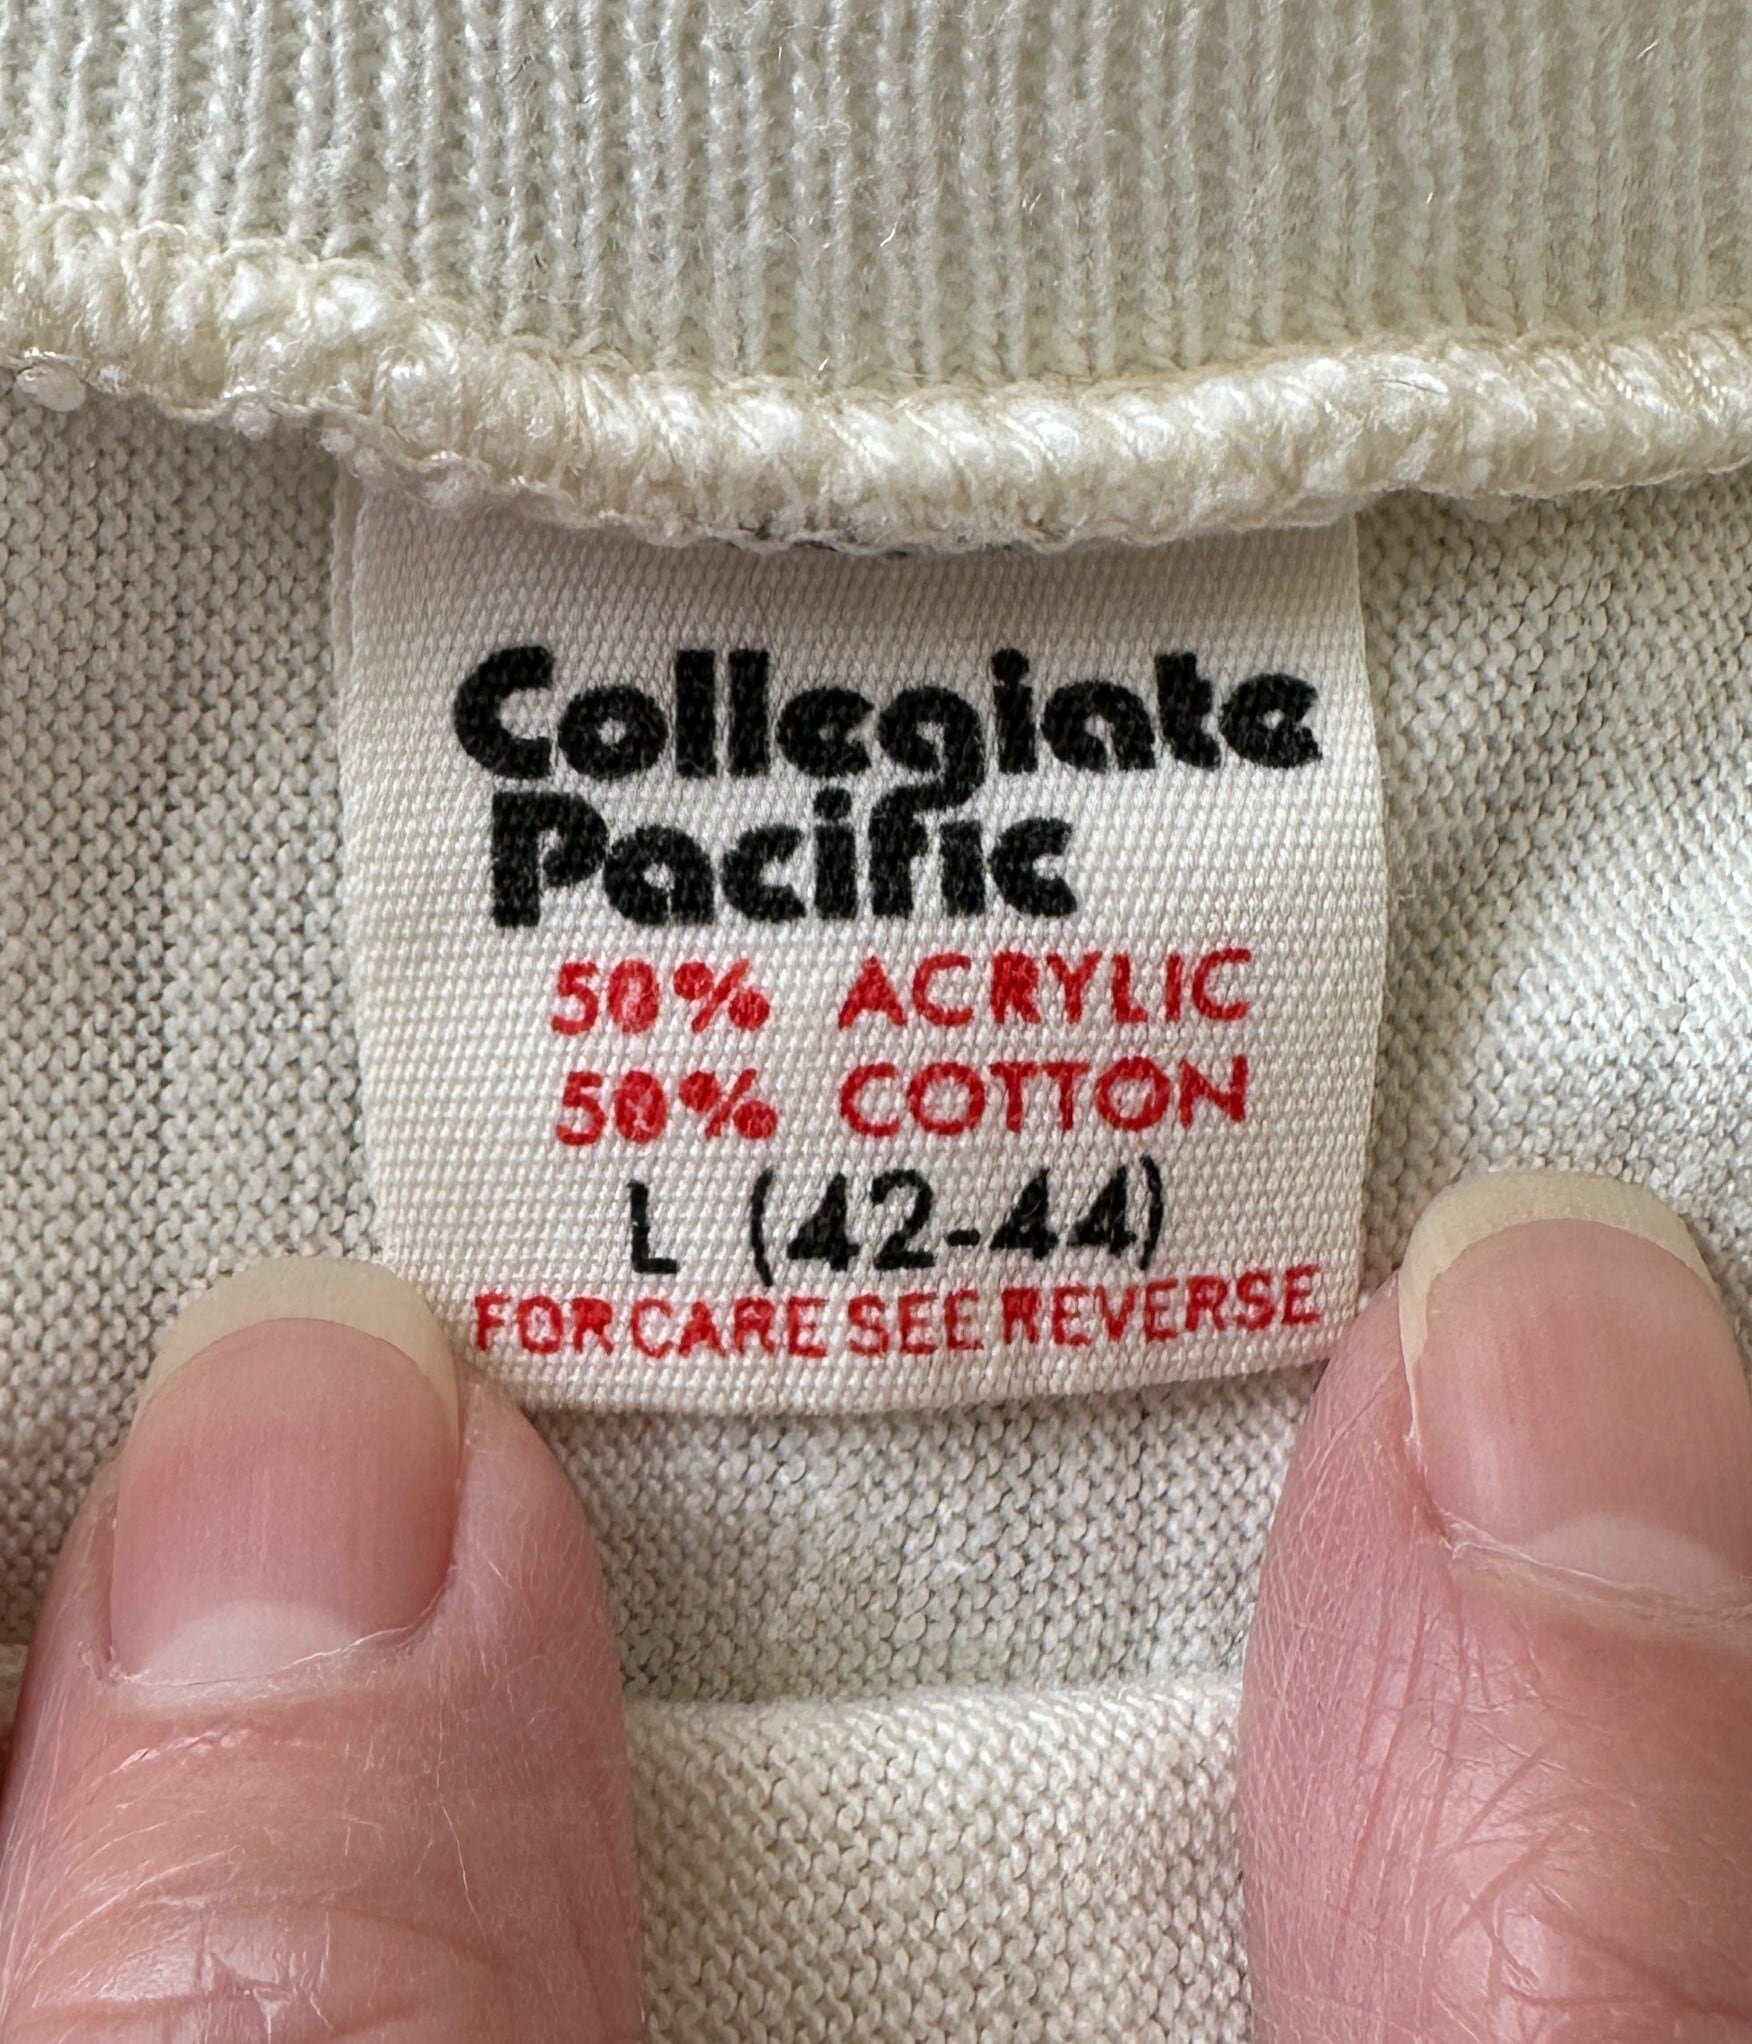 Collegiate
Pacific
50% ACRYLIC
50% COTTON
L (42-44)
FOR CARE SEE REVERSE